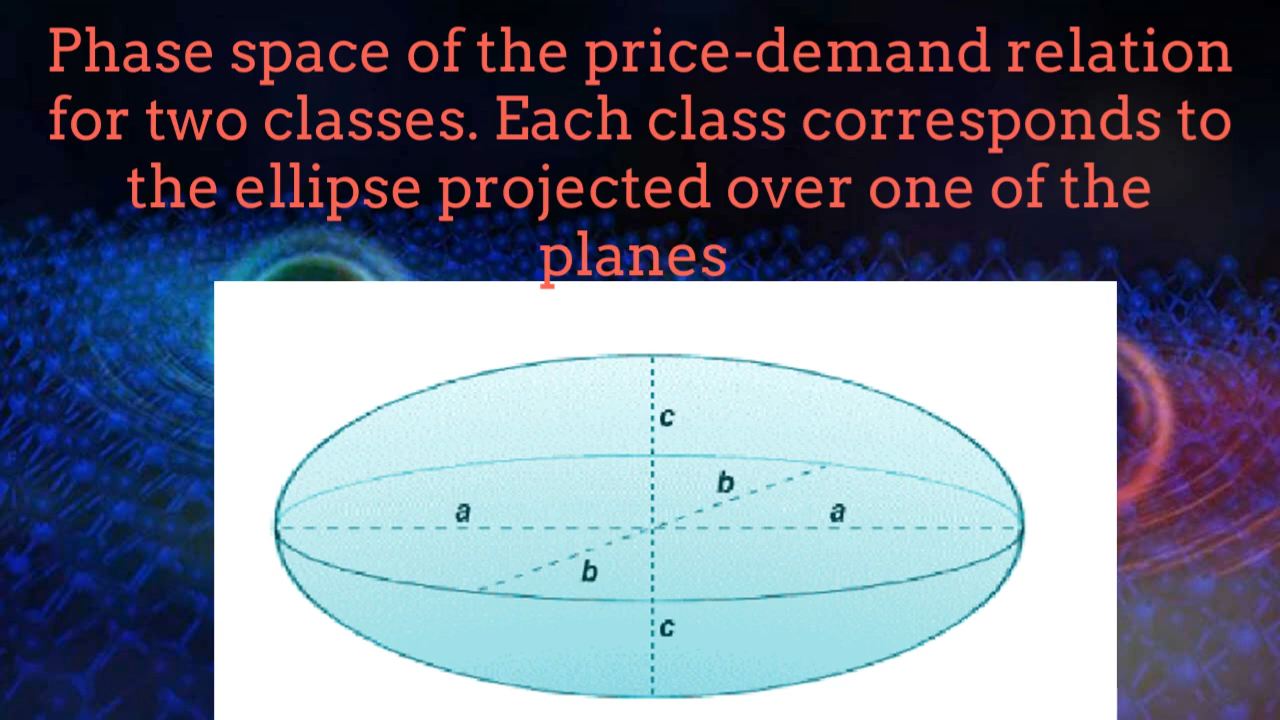 Phase space of the price-demand relation
for two classes. Each class corresponds to
the ellipse projected over one of the
planes
c
b
a
a
b
c